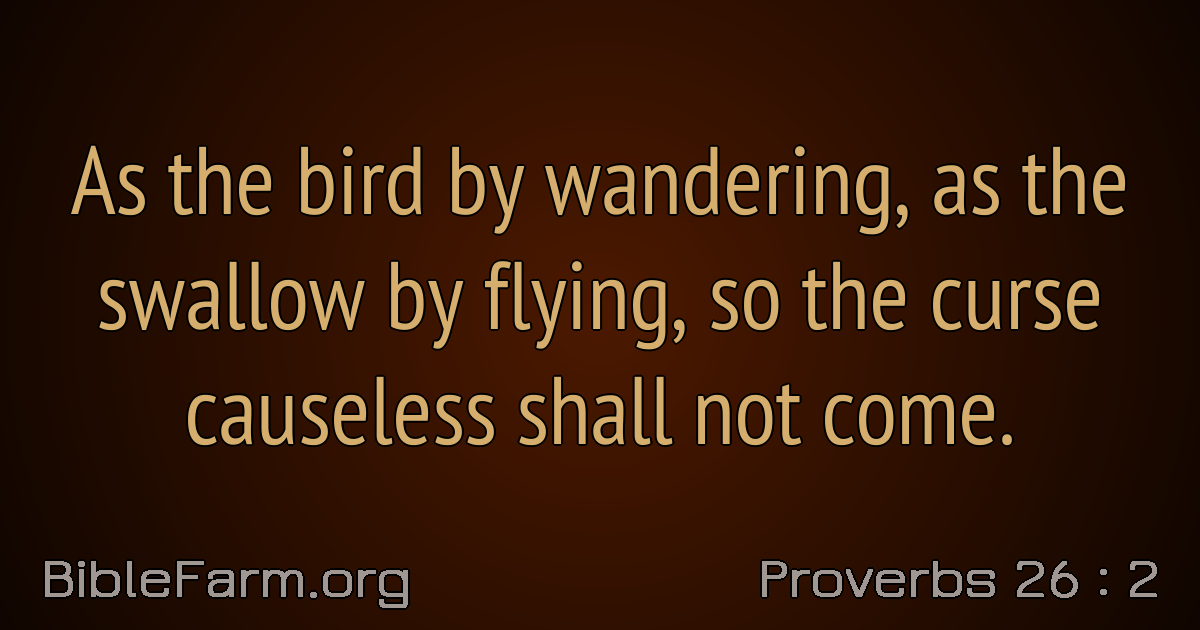 As the bird by wandering, as the
swallow by flying, so the curse
causeless shall not come.
BibleFarm.org
Proverbs 26 : 2